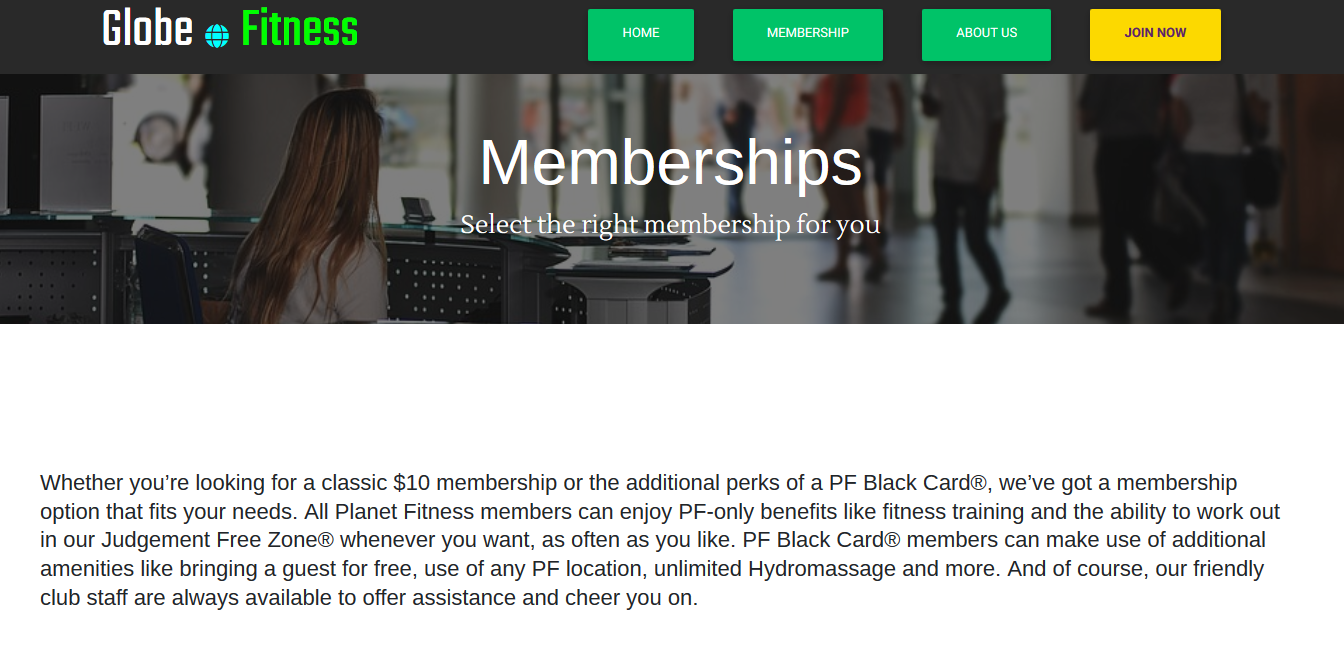 Globe Fitness
HOME
MEMBERSHIP
ABOUT US
JOIN NOW
Memberships
Select the right membership for you
Whether you’re looking for a classic $10 membership or the additional perks of a PF Black Card®, we’ve got a membership
option that fits your needs. All Planet Fitness members can enjoy PF-only benefits like fitness training and the ability to work out
in our Judgement Free Zone® whenever you want, as often as you like. PF Black Card® members can make use of additional
amenities like bringing a guest for free, use of any PF location, unlimited Hydromassage and more. And of course, our friendly
club staff are always available to offer assistance and cheer you on.